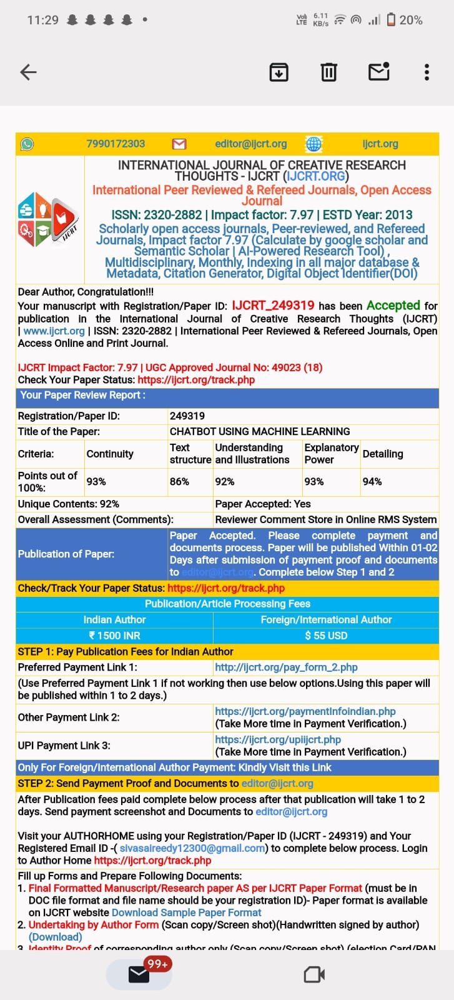 11:29
VoD LTE 6.11 KB/s 20%
7990172303 editor@ijcrt.org Ijcrt.org
INTERNATIONAL JOURNAL OF CREATIVE RESEARCH
THOUGHTS - IJCRT (IJCRT.ORG)
International Peer Reviewed & Refereed Journals, Open Access
Journal
ISSN: 2320-2882 | Impact factor: 7.97 | ESTD Year: 2013
Scholarly open access journals, Peer-reviewed, and Refereed
Journals, Impact factor 7.97 (Calculate by google scholar and
Semantic Scholar | AI-Powered Research Tool) ,
Multidisciplinary, Monthly, Indexing in all major database &
Metadata, Citation Generator, Digital Object Identifier(DOI)
IJCRT
Dear Author, Congratulation!!!
Your manuscript with Registration/Paper ID: IJCRT_249319 has been Accepted for
publication in the International Journal of Creative Research Thoughts (IJCRT)
| www.ijcrt.org | ISSN: 2320-2882 | International Peer Reviewed & Refereed Journals, Open
Access Online and Print Journal.
IJCRT Impact Factor: 7.97 | UGC Approved Journal No: 49023 (18)
Check Your Paper Status: https://ijcrt.org/track.php
Your Paper Review Report :
Registration/Paper ID: 249319
Title of the Paper: CHATBOT USING MACHINE LEARNING
Criteria: Continuity Text structure Understanding and Illustrations Explanatory Power Detailing
Points out of 100%: 93% 86% 92% 93% 94%
Unique Contents: 92% Paper Accepted: Yes
Overall Assessment (Comments): Reviewer Comment Store in Online RMS System
Publication of Paper: Paper Accepted. Please complete payment and
documents process. Paper will be published Within 01-02
Days after submission of payment proof and documents
to editor@ijcrt.org. Complete below Step 1 and 2
Check/Track Your Paper Status: https://ijcrt.org/track.php
Publication/Article Processing Fees
Indian Author Foreign/International Author
₹ 1500 INR $ 55 USD
STEP 1: Pay Publication Fees for Indian Author
Preferred Payment Link 1: http://ijcrt.org/pay_form_2.php
(Use Preferred Payment Link 1 if not working then use below options.Using this paper will
be published within 1 to 2 days.)
Other Payment Link 2: https://ijcrt.org/paymentInfoindian.php
(Take More time in Payment Verification.)
UPI Payment Link 3: https://ijcrt.org/upiijcrt.php
(Take More time in Payment Verification.)
Only For Foreign/International Author Payment: Kindly Visit this Link
STEP 2: Send Payment Proof and Documents to editor@ijcrt.org
After Publication fees paid complete below process after that publication will take 1 to 2
days. Send payment screenshot and Documents to editor@ijcrt.org
Visit your AUTHORHOME using your Registration/Paper ID (IJCRT - 249319) and Your
Registered Email ID -( sivasaireedy12300@gmail.com) to complete below process. Login
to Author Home https://ijcrt.org/track.php
Fill up Forms and Prepare Following Documents:
1. Final Formatted Manuscript/Research paper AS per IJCRT Paper Format (must be in
DOC file format and file name should be your registration ID)- Paper format is available
on IJCRT website Download Sample Paper Format
2. Undertaking by Author Form (Scan copy/Screen shot)(Handwritten signed by author)
(Download)
3. Identity Proof of corresponding author only (Scan copy/Screen shot) (election Card/PAN
99+